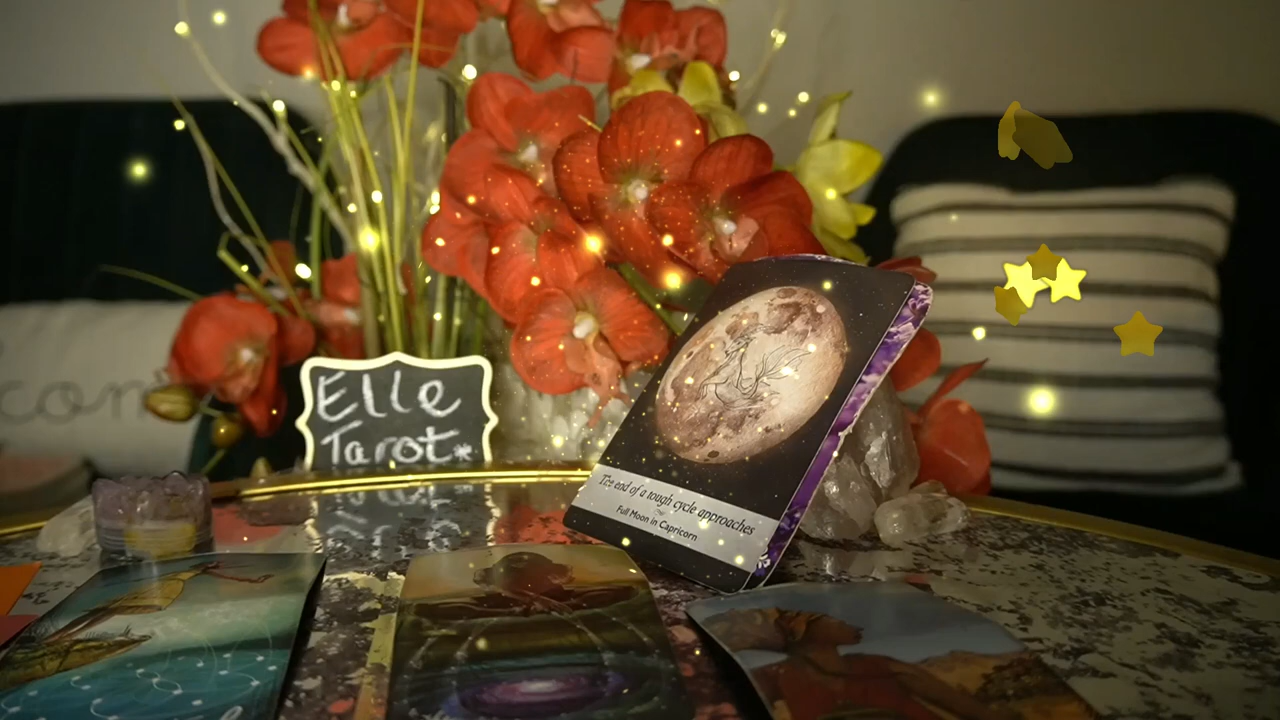 Elle
Tarot*
The end of a tough cycle approaches
Full Moon in Capricorn